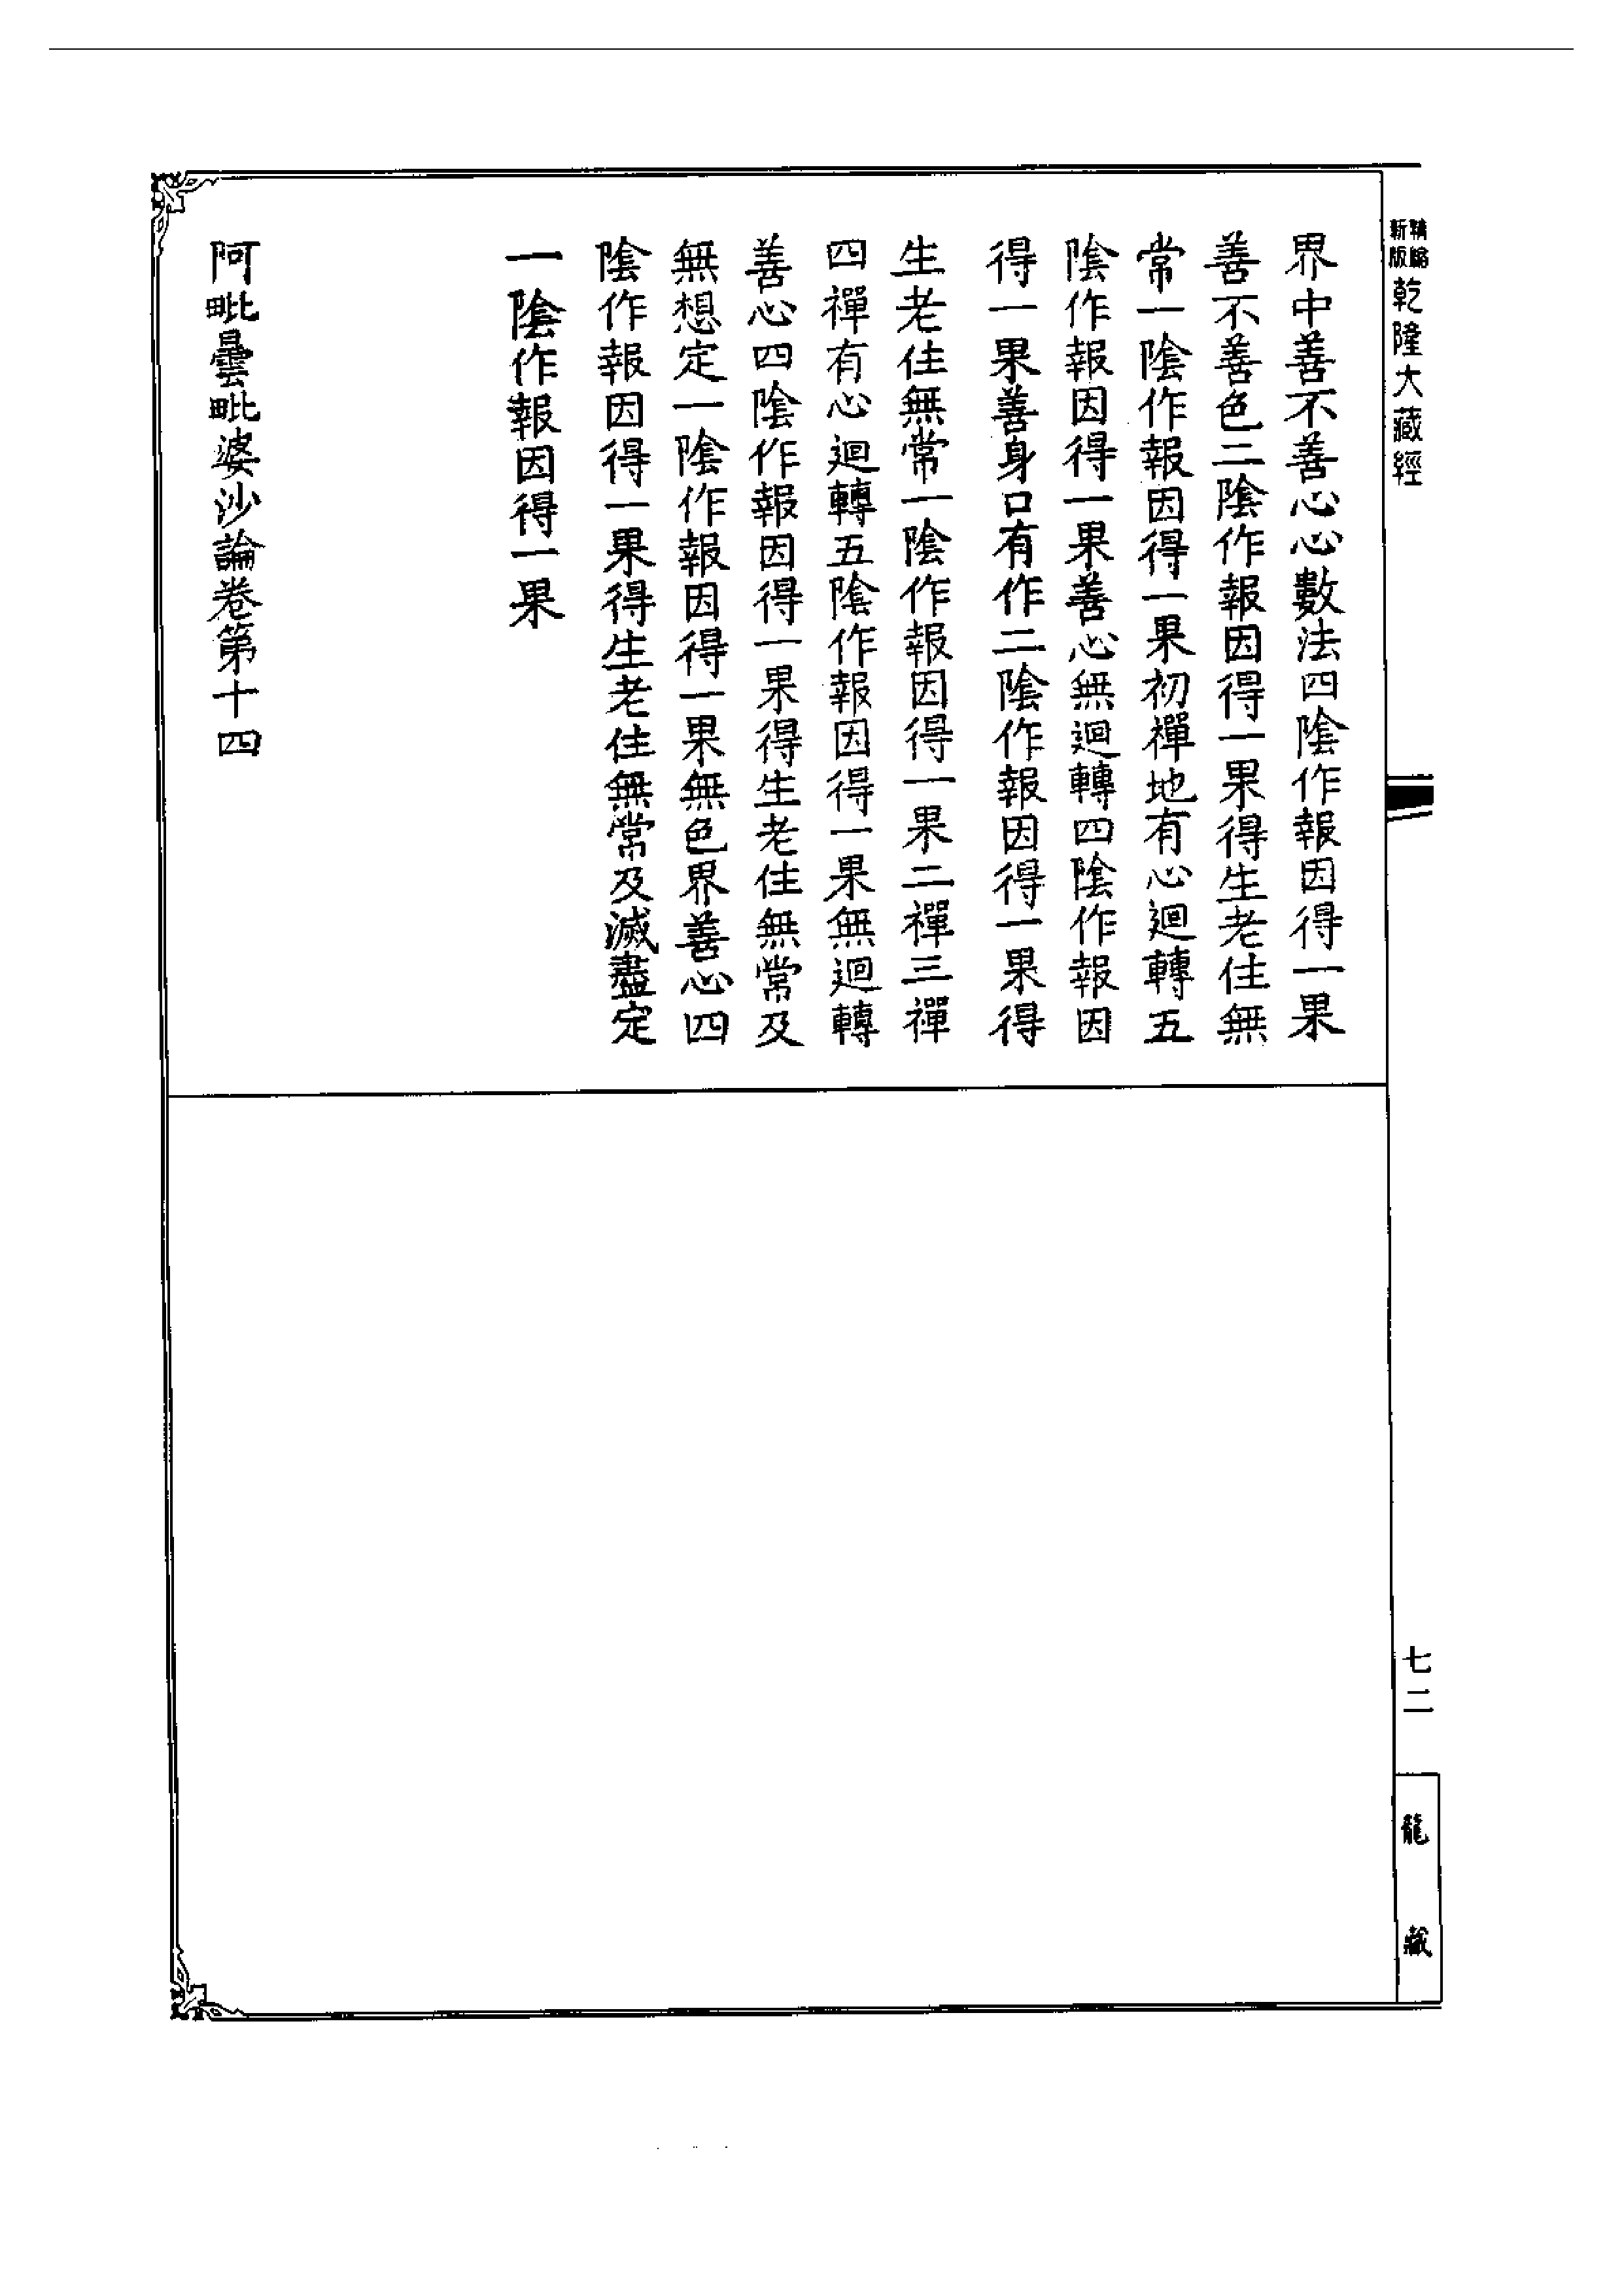 精縮新版乾隆大藏經
界中善不善心心數法四陰作報因得一果
善不善色二陰作報因得一果得生老住無
常一陰作報因得一果初禪地有心迴轉五
陰作報因得一果善心無迴轉四陰作報因
得一果善身口有作二陰作報因得一果得
生老住無常一陰作報因得一果二禪三禪
四禪有心迴轉五陰作報因得一果無迴轉
善心四陰作報因得一果得生老住無常及
無想定一陰作報因得一果無色界善心四
陰作報因得一果得生老住無常及滅盡定
一陰作報因得一果
阿毗曇毗婆沙論卷第十四
七二
龍藏